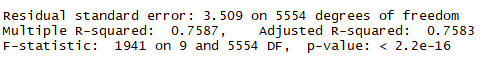 Residual standard error: 3.509 on 5554 degrees of freedom
Multiple R-squared:  0.7587,    Adjusted R-squared:  0.7583
F-statistic:  1941 on 9 and 5554 DF,  p-value: < 2.2e-16